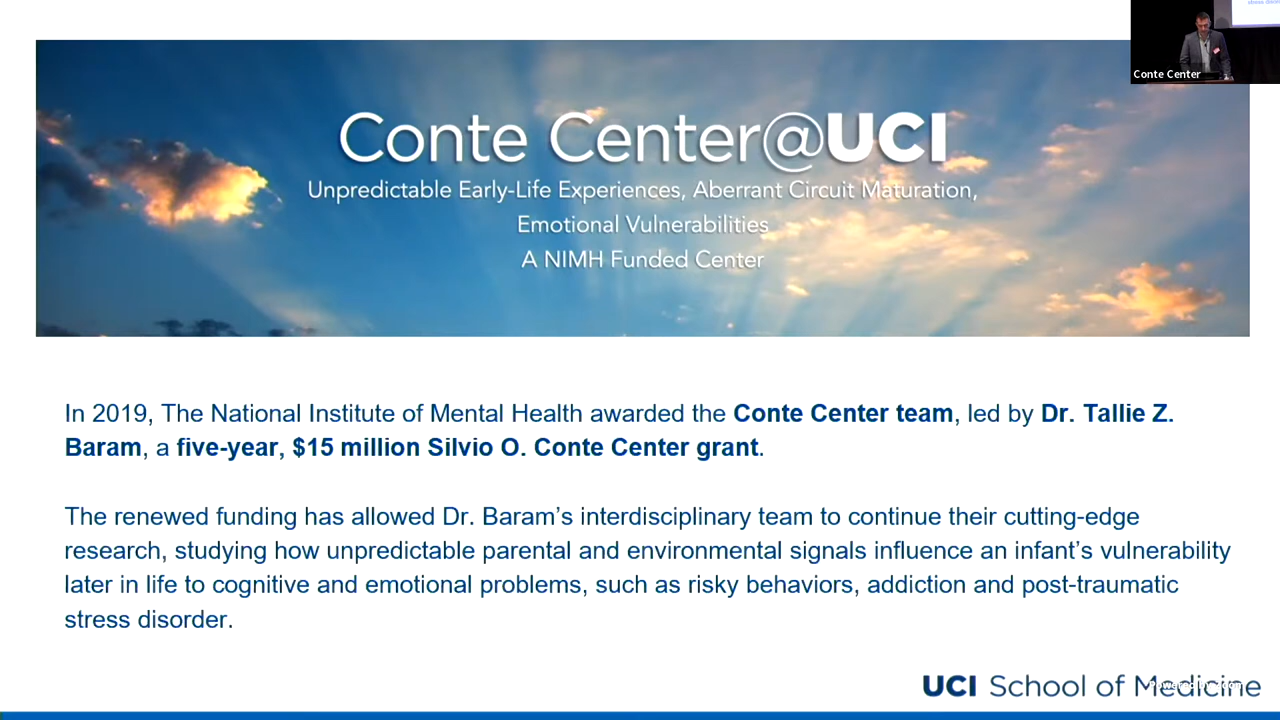 Conte Center
Conte Center@UCI
Unpredictable Early-Life Experiences, Aberrant Circuit Maturation,
Emotional Vulnerabilities
A NIMH Funded Center
In 2019, The National Institute of Mental Health awarded the Conte Center team, led by Dr. Tallie Z.
Baram, a five-year, $15 million Silvio O. Conte Center grant.
The renewed funding has allowed Dr. Baram’s interdisciplinary team to continue their cutting-edge
research, studying how unpredictable parental and environmental signals influence an infant’s vulnerability
later in life to cognitive and emotional problems, such as risky behaviors, addiction and post-traumatic
stress disorder.
UCI School of Medicine